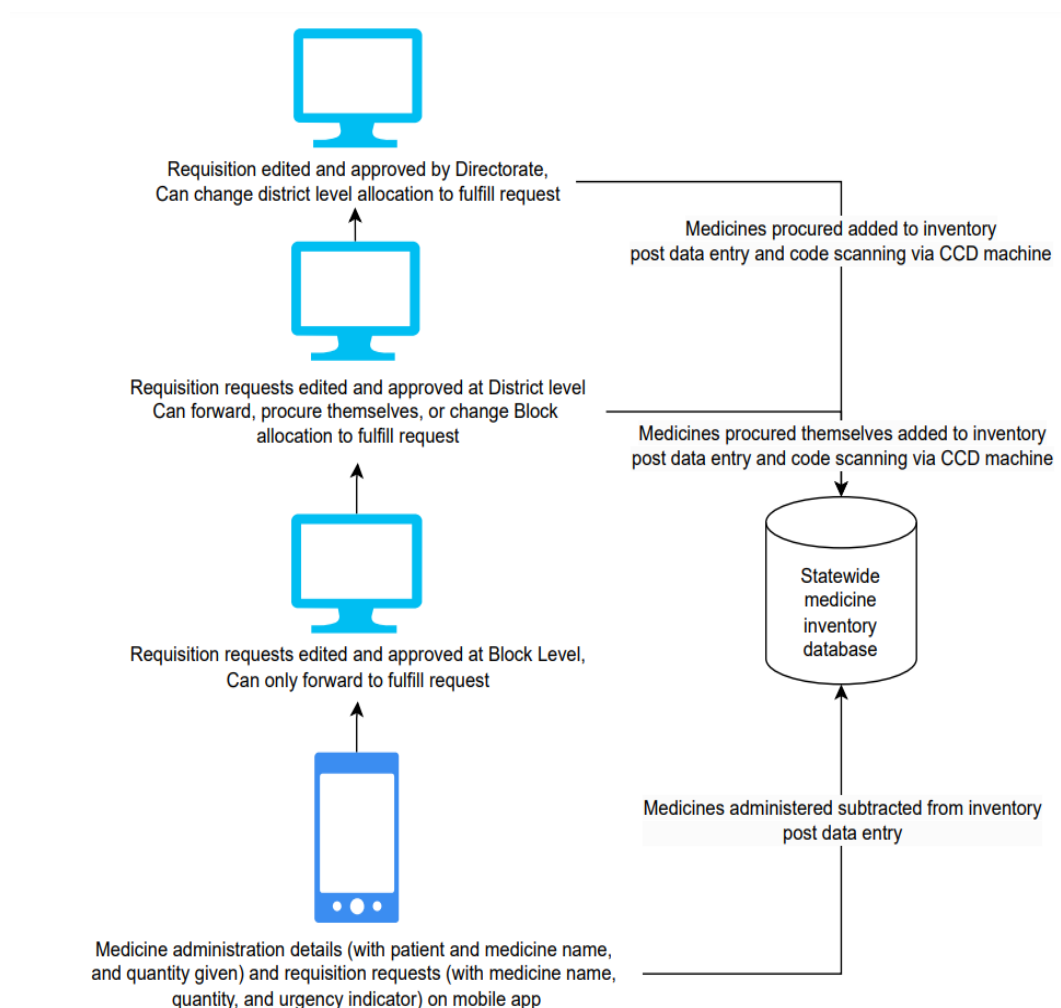 Requisition edited and approved by Directorate,
Can change district level allocation to fulfill request
Medicines procured added to inventory
post data entry and code scanning via CCD machine
Requisition requests edited and approved at District level
Can forward, procure themselves, or change Block
allocation to fulfill request
Medicines procured themselves added to inventory
post data entry and code scanning via CCD machine
Statewide
medicine
inventory
database
Requisition requests edited and approved at Block Level,
Can only forward to fulfill request
Medicines administered subtracted from inventory
post data entry
Medicine administration details (with patient and medicine name,
and quantity given) and requisition requests (with medicine name,
quantity, and urgency indicator) on mobile app